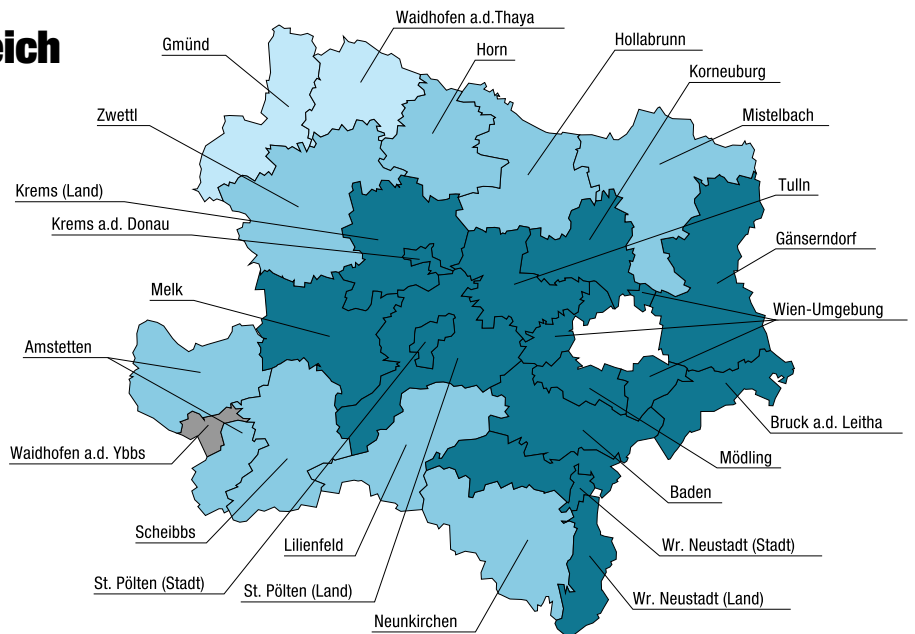 eich
Waidhofen a.d.Thaya
Gmünd
Horn
Hollabrunn
Korneburg
Zwettl
Mistelbach
Krems (Land)
Tulln
Krems a.d. Donau
Gänserndorf
Melk
Wien-Umgebung
Amstetten
Bruck a.d. Leitha
Waidhofen a.d. Ybbs
Mödling
Baden
Scheibbs
Lilienfeld
Wr. Neustadt (Stadt)
St. Pölten (Stadt)
St. Pölten (Land)
Wr. Neustadt (Land)
Neunkirchen